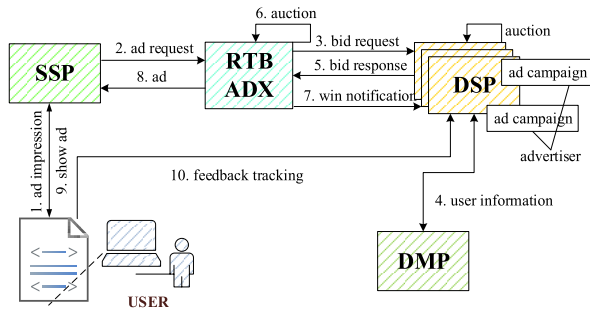 6. auction
auction
SSP
2. ad request
RTB
ADX
3. bid request
5. bid response
7. win notification
8. ad
DSP
ad campaign
ad campaign
advertiser
1. ad impression
9. show ad
10. feedback tracking
4. user information
DMP
USER